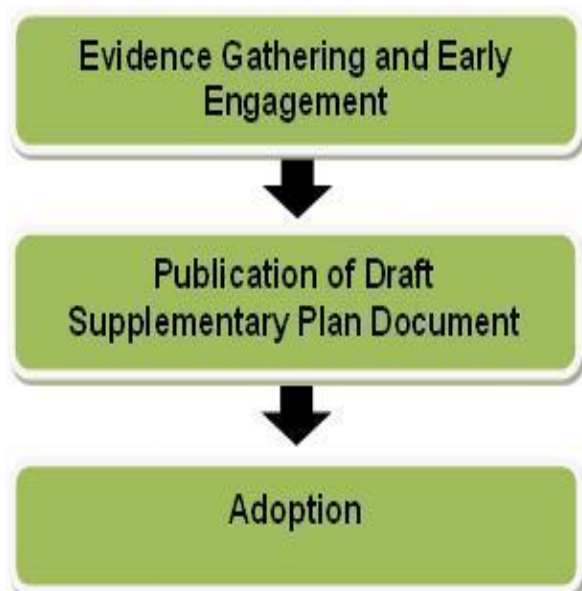 Evidence Gathering and Early
Engagement
Publication of Draft
Supplementary Plan Document
Adoption